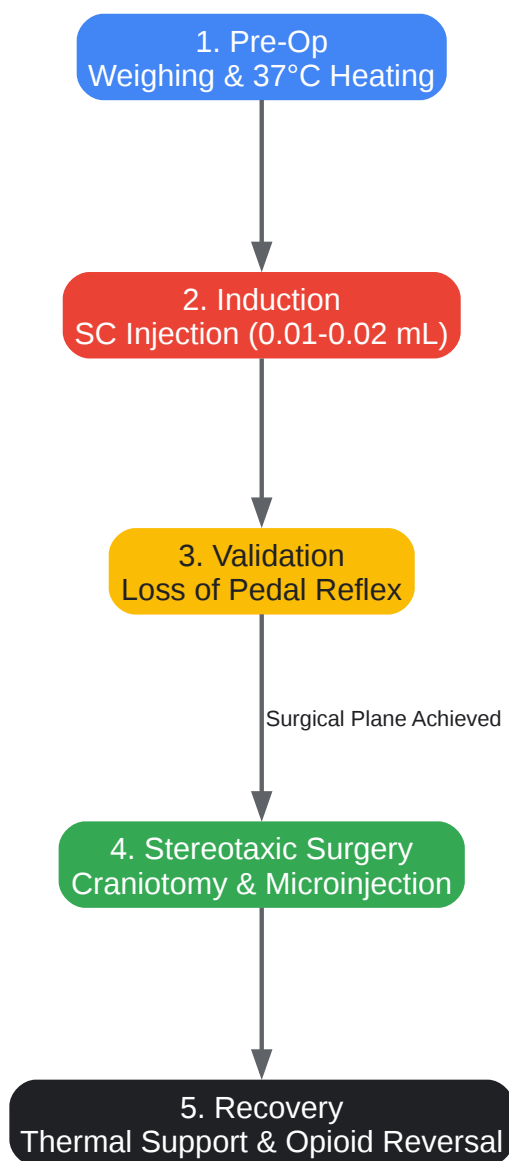 1. Pre-Op
Weighing & 37°C Heating
2. Induction
SC Injection (0.01-0.02 mL)
3. Validation
Loss of Pedal Reflex
Surgical Plane Achieved
4. Stereotaxic Surgery
Craniotomy & Microinjection
5. Recovery
Thermal Support & Opioid Reversal